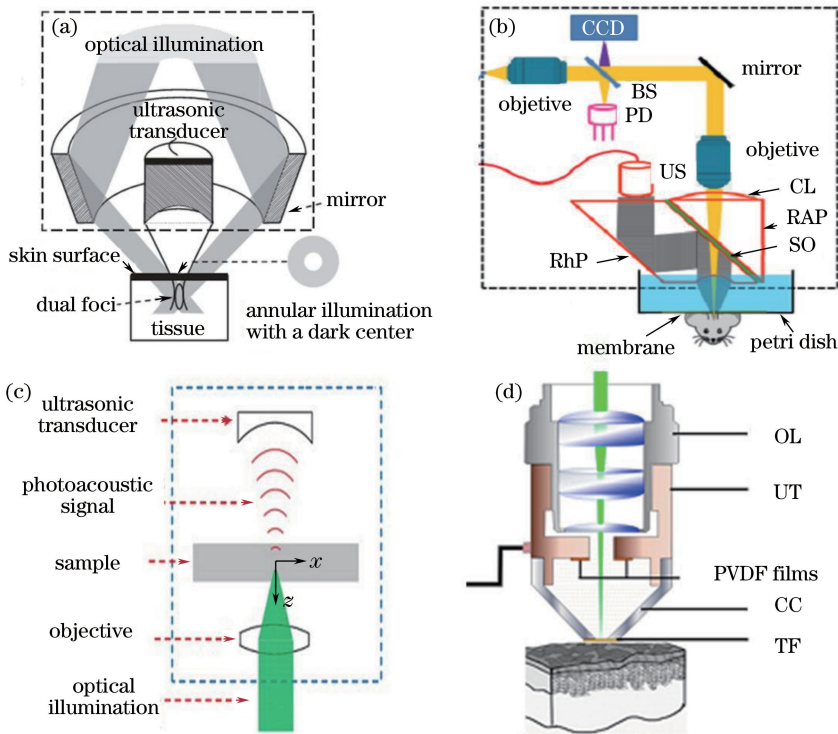 (a)
optical illumination
ultrasonic
transducer
mirror
skin surface
dual foci
tissue
annular illumination
with a dark center
(b)
CCD
mirror
objetive
BS
PD
objetive
US
CL
RAP
SO
RhP
membrane
petri dish
(c)
ultrasonic
transducer
photoacoustic
signal
sample
x
z
objective
optical
illumination
(d)
OL
UT
PVDF films
CC
TF